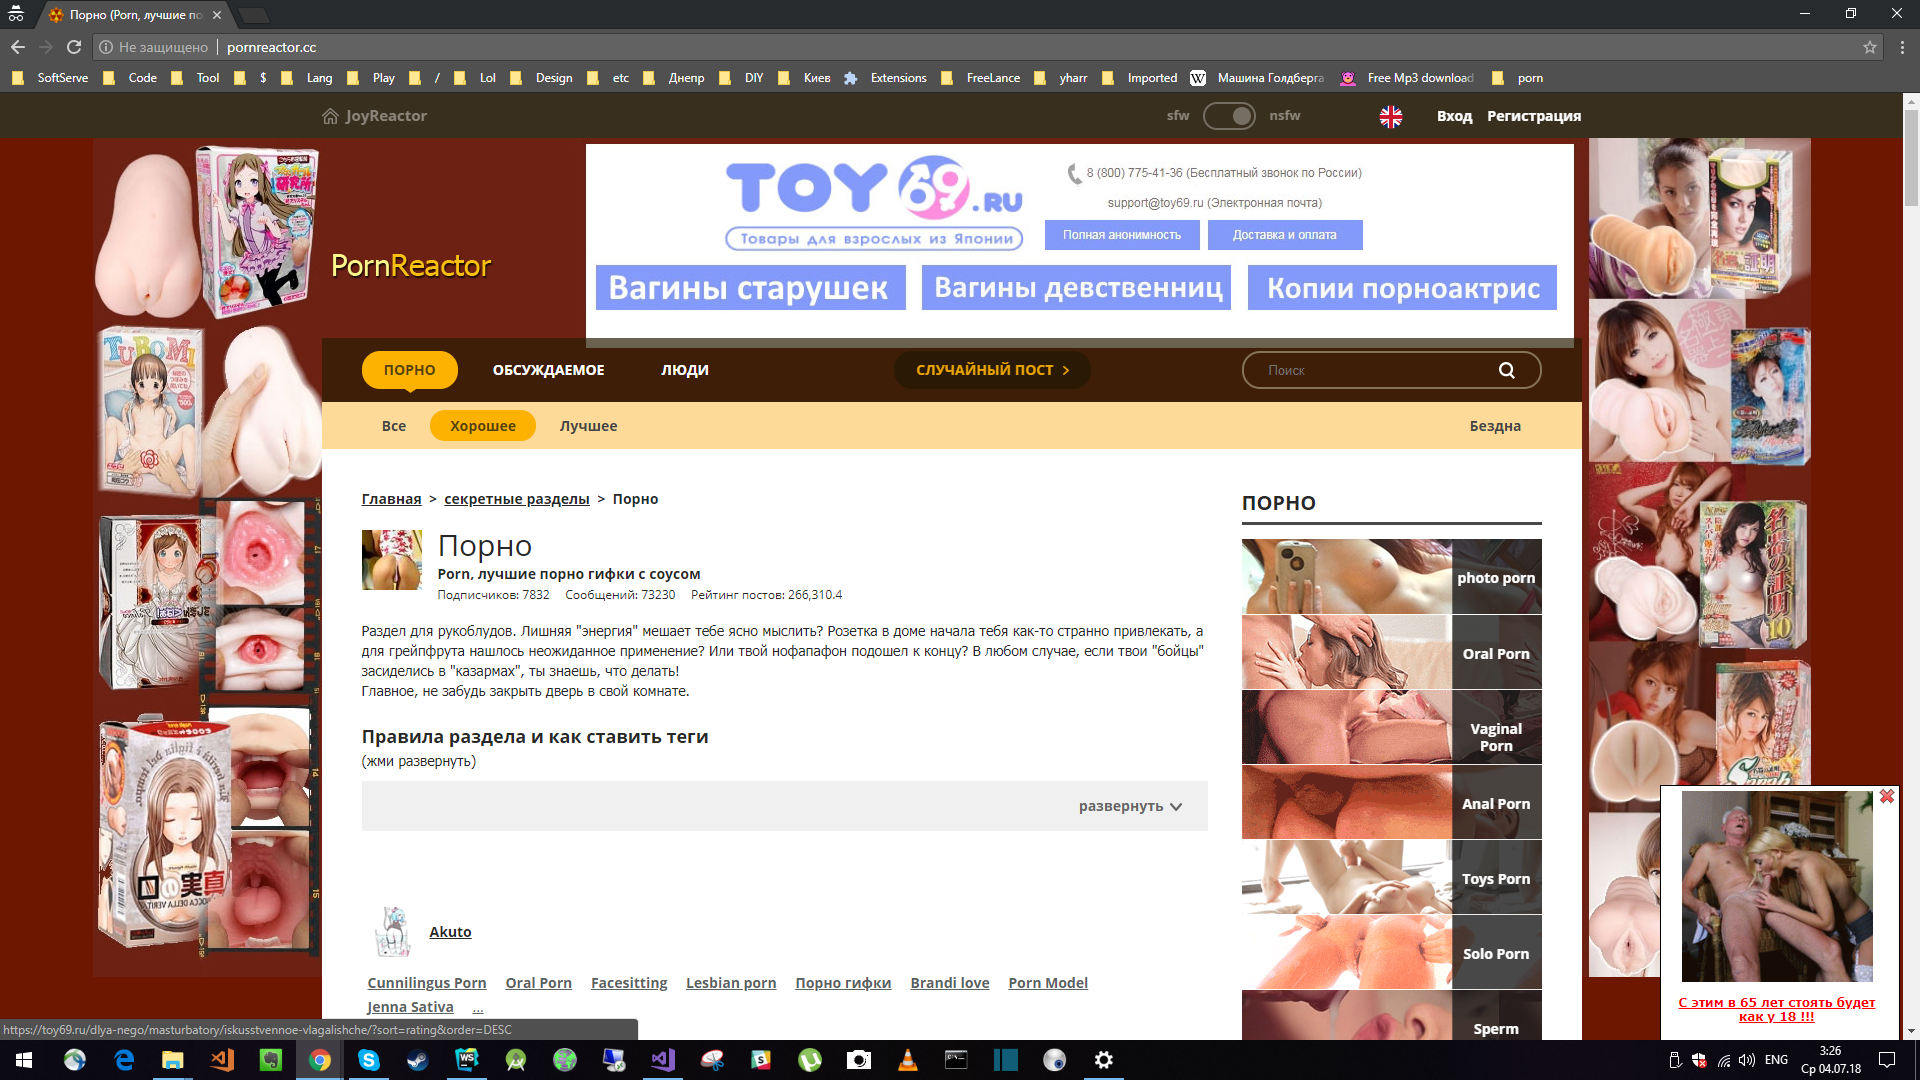 Порно (Porn, лучшие по
Не защищено
pornreactor.cc
SoftServe Code Tool $ Lang Play / Lol Design etc Днепр DIY Киев Extensions FreeLance yharr Imported Машина Голдберга Free Mp3 download porn
JoyReactor
sfw nsfw
Вход Регистрация
TOY69.RU
Товары для взрослых из Японии
8 (800) 775-41-36 (Бесплатный звонок по России)
support@toy69.ru (Электронная почта)
Полная анонимность Доставка и оплата
PornReactor
Вагины старушек Вагины девственниц Копии порноактрис
TUBOMI
ПОРНО ОБСУЖДАЕМОЕ ЛЮДИ СЛУЧАЙНЫЙ ПОСТ > Поиск
Все Хорошее Лучшее Бездна
Главная > секретные разделы > Порно
Порно
Porn, лучшие порно гифки с соусом
Подписчиков: 7832 Сообщений: 73230 Рейтинг постов: 266,310.4
Раздел для рукоблудов. Лишняя "энергия" мешает тебе ясно мыслить? Розетка в доме начала тебя как-то странно привлекать, а
для грейпфрута нашлось неожиданное применение? Или твой нофапафон подошел к концу? В любом случае, если твои "бойцы"
засиделись в "казармах", ты знаешь, что делать!
Главное, не забудь закрыть дверь в свой комнате.
Правила раздела и как ставить теги
(жми развернуть)
развернуть
Akuto
Cunnilingus Porn Oral Porn Facesitting Lesbian porn Порно гифки Brandi love Porn Model
Jenna Sativa ...
ПОРНО
photo porn
Oral Porn
Vaginal
Porn
Anal Porn
Toys Porn
Solo Porn
Sperm
С этим в 65 лет стоять будет
как у 18 !!!
https://toy69.ru/dlya-nego/masturbatory/iskusstvennoe-vlagalishche/?sort=rating&order=DESC
ENG
3:26
Ср 04.07.18